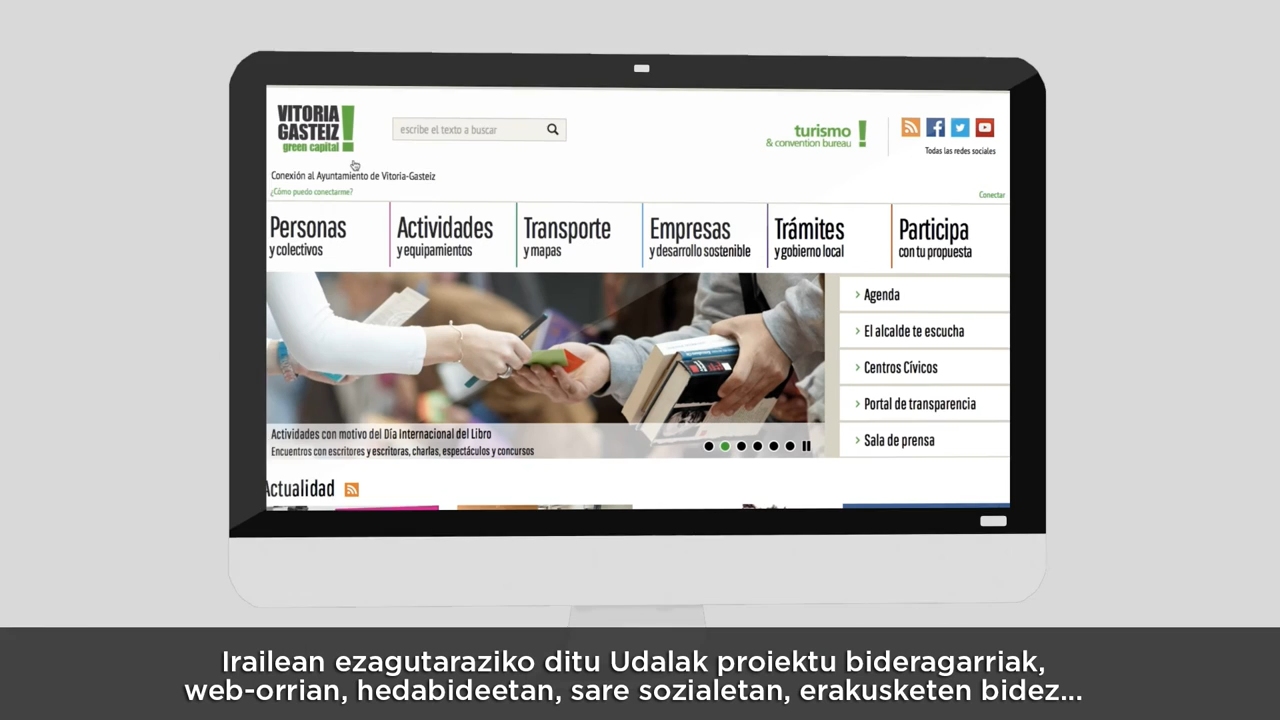 VITORIA
GASTEIZ
green capital
escribe el texto a buscar
turismo
& convention bureau
Todas las redes sociales
Conexión al Ayuntamiento de Vitoria-Gasteiz
¿Cómo puedo conectarme?
Conectar
Personas
y colectivos
Actividades
y equipamientos
Transporte
y mapas
Empresas
y desarrollo sostenible
Trámites
y gobierno local
Participa
con tu propuesta
Agenda
El alcalde te escucha
Centros Cívicos
Portal de transparencia
Sala de prensa
Actividades con motivo del Día Internacional del Libro
Encuentros con escritores y escritoras, charlas, espectáculos y concursos
Actualidad
Irailean ezagutaraziko ditu Udalak proiektu bideragarriak,
web-orrian, hedabideetan, sare sozialetan, erakusketen bidez...